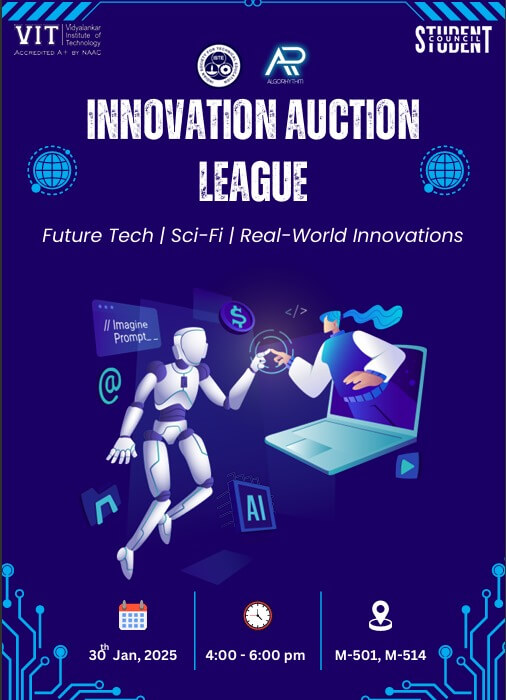 VIT
Vidyalankar
Institute of
Technology
ACCREDITED A+ BY NAAC
STUDENT
COUNCIL
ISTE
ALGORHYTHM
INNOVATION AUCTION
LEAGUE
Future Tech | Sci-Fi | Real-World Innovations
// Imagine
Prompt_ _
$
</>
@
AI
30th Jan, 2025
4:00 - 6:00 pm
M-501, M-514